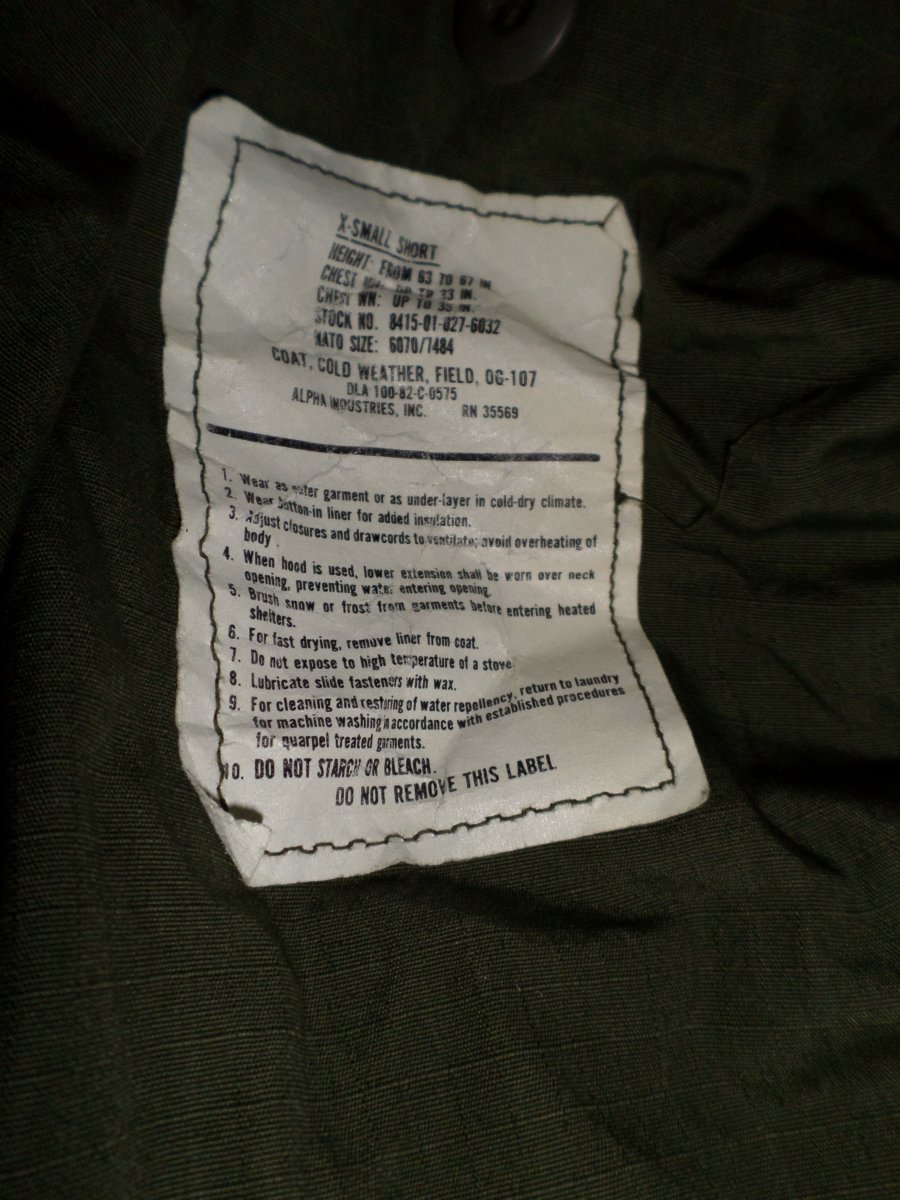 X-SMALL SHORT
HEIGHT: FROM 63 TO 67 IN
CHEST UP TO 33 IN.
CHEST WN: UP TO 35 IN.
STOCK NO. 8415-01-027-6032
NATO SIZE: 6070/7484
COAT, COLD WEATHER, FIELD, OG-107
DLA 100-82-C-0575
ALPHA INDUSTRIES, INC. RN 35569
1. Wear as outer garment or as under-layer in cold-dry climate.
2. Wear button-in liner for added insulation.
3. Adjust closures and drawcords to ventilate; avoid overheating of
body.
4. When hood is used, lower extension shall be worn over neck
opening, preventing water entering opening.
5. Brush snow or frost from garments before entering heated
shelters.
6. For fast drying, remove liner from coat.
7. Do not expose to high temperature of a stove
8. Lubricate slide fasteners with wax.
9. For cleaning and restoring of water repellency, return to laundry
for machine washing in accordance with established procedures
for quarpel treated garments.
10. DO NOT STARCH OR BLEACH.
DO NOT REMOVE THIS LABEL